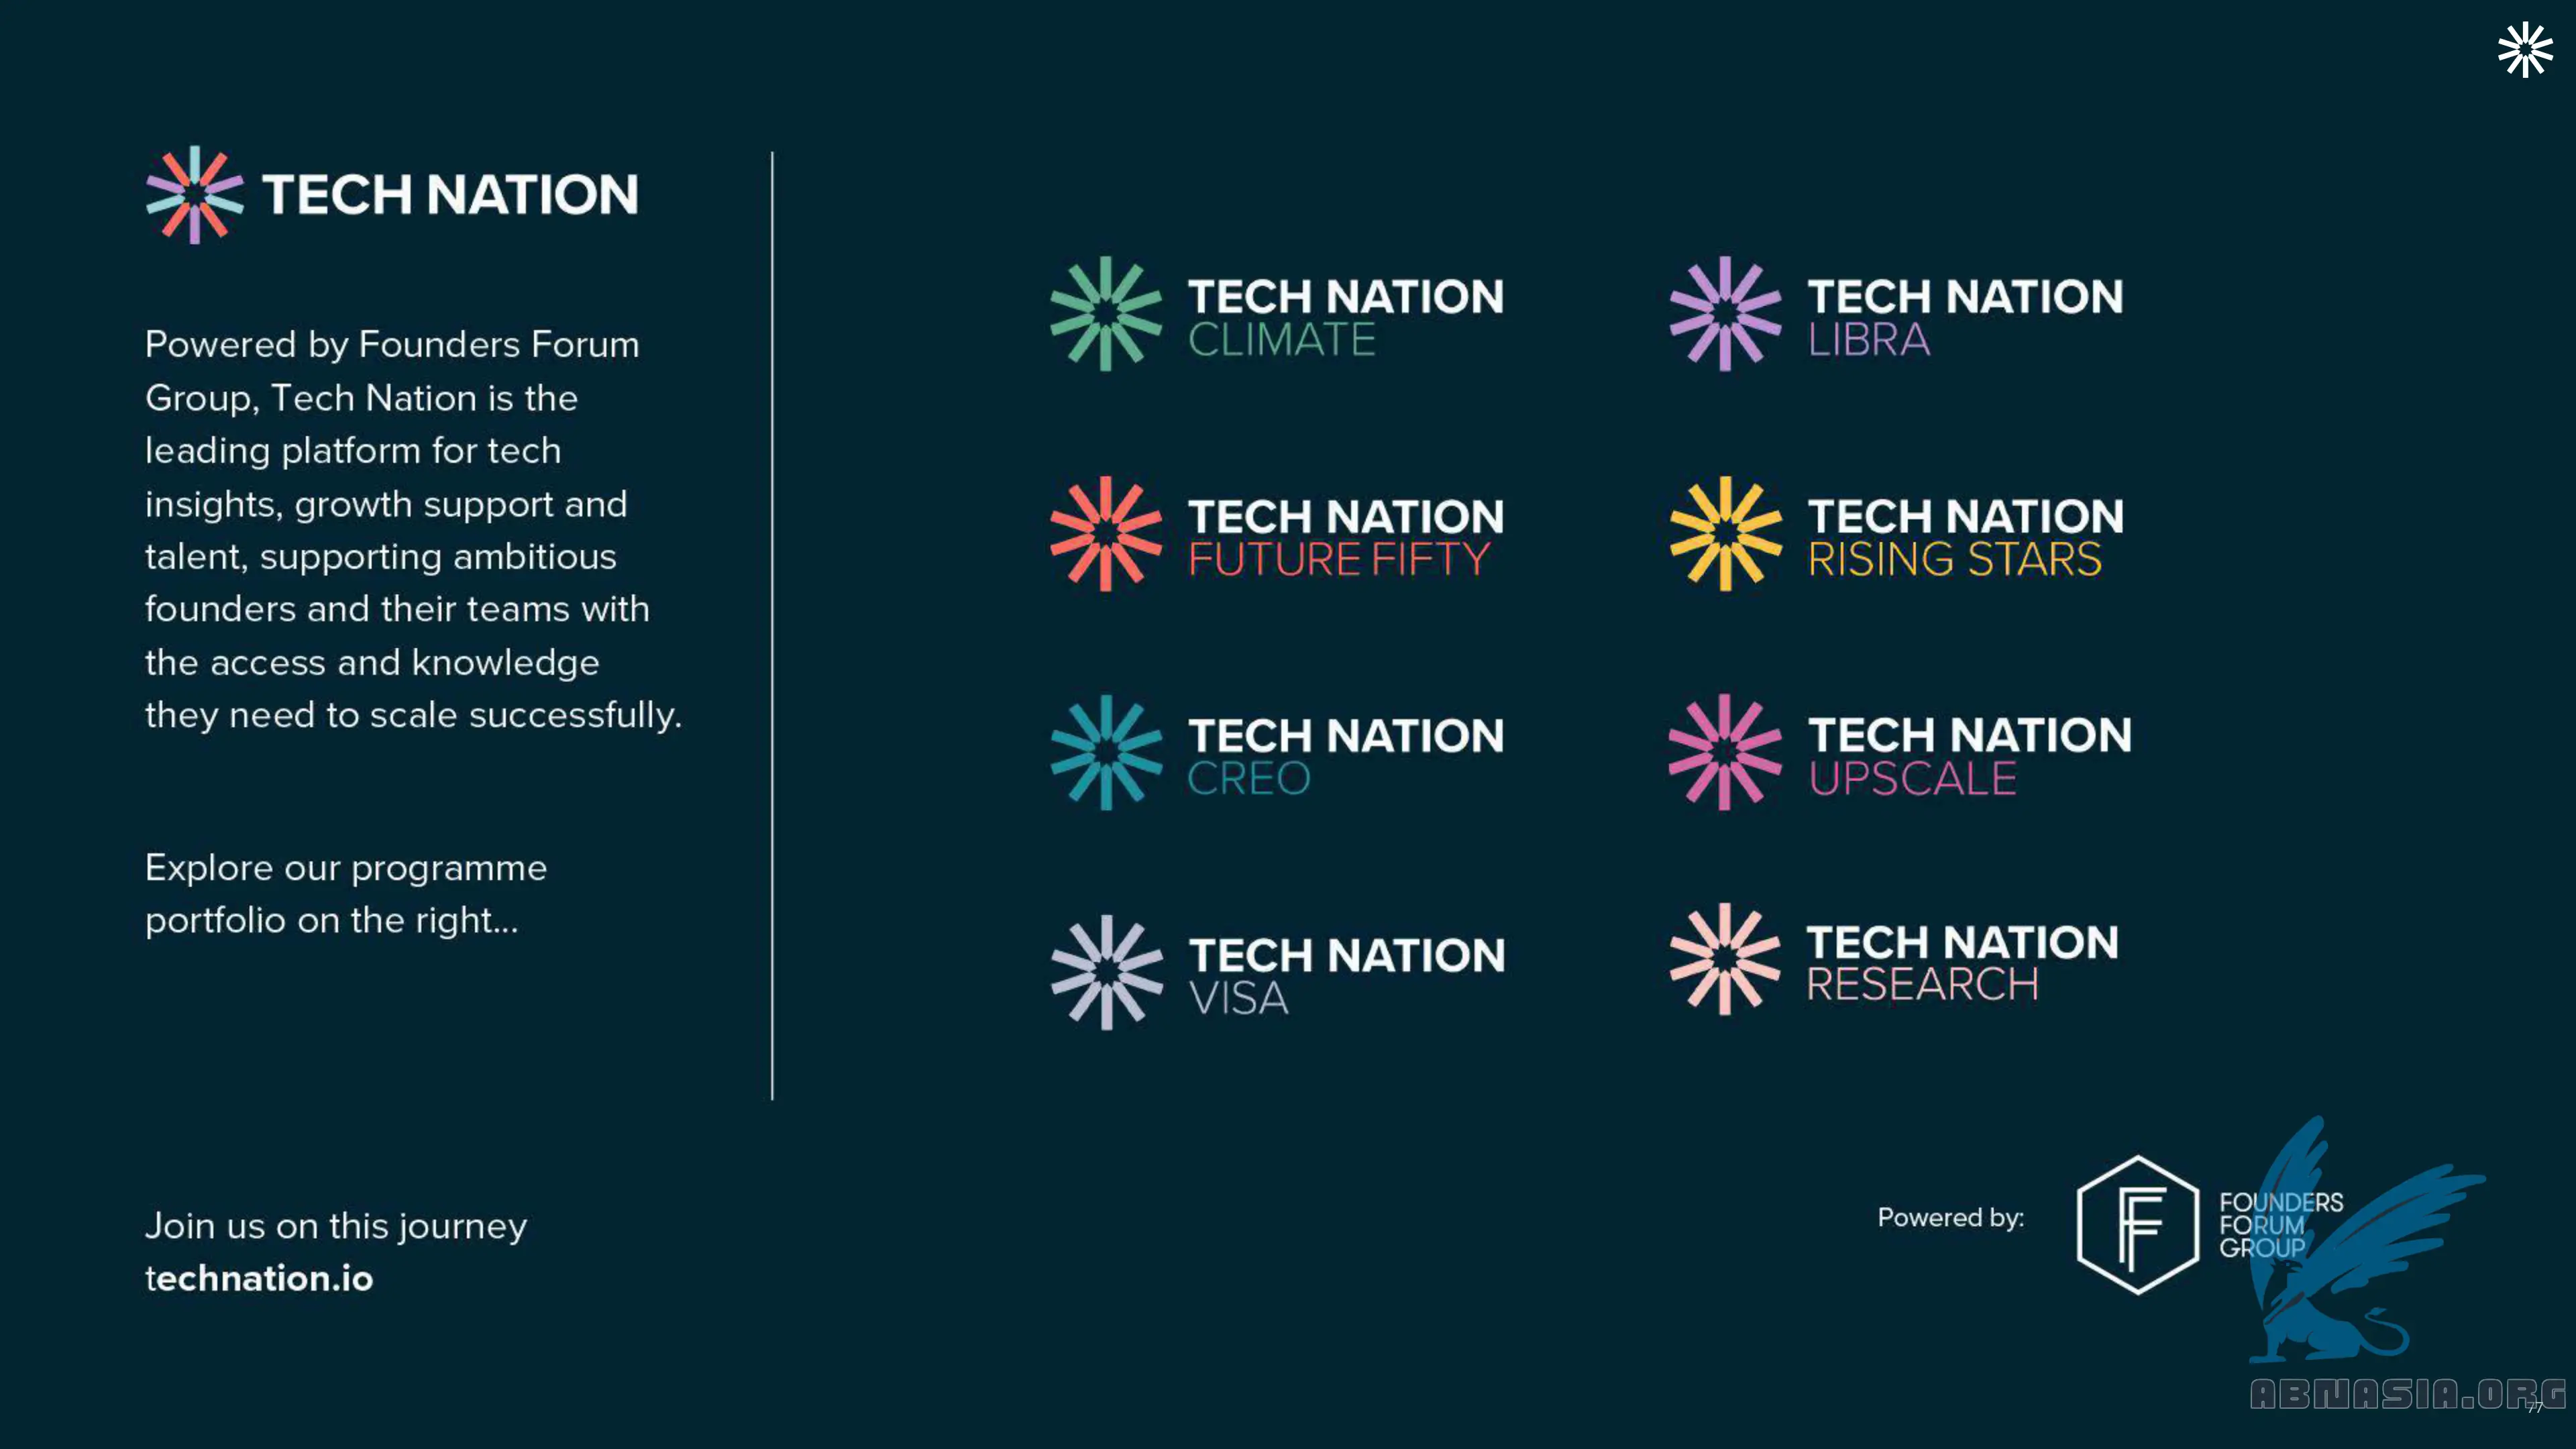 TECH NATION
Powered by Founders Forum
Group, Tech Nation is the
leading platform for tech
insights, growth support and
talent, supporting ambitious
founders and their teams with
the access and knowledge
they need to scale successfully.
Explore our programme
portfolio on the right...
Join us on this journey
technation.io
TECH NATION
CLIMATE
TECH NATION
LIBRA
TECH NATION
FUTURE FIFTY
TECH NATION
RISING STARS
TECH NATION
CREO
TECH NATION
UPSCALE
TECH NATION
VISA
TECH NATION
RESEARCH
Powered by:
FOUNDERS
FORUM
GROUP
ABNASIA.ORG
77